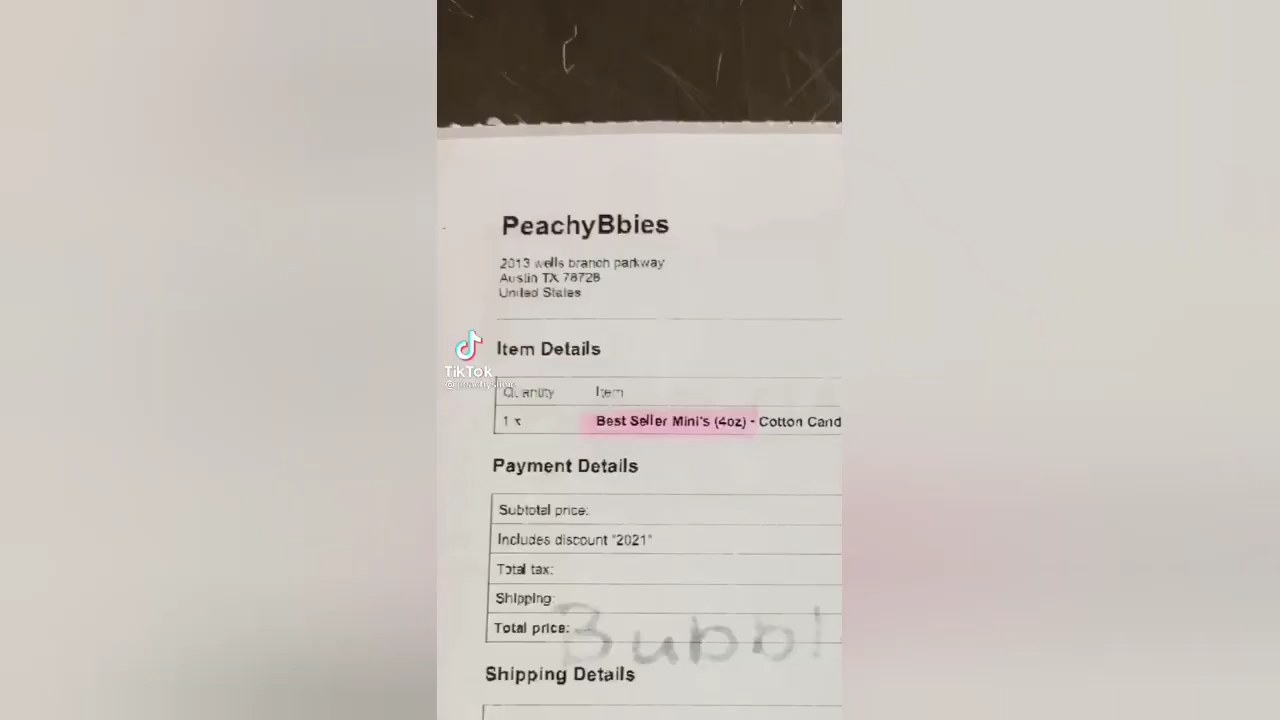 PeachyBbies
2013 wells branch parkway
Austin TX 78728
United States
Item Details
TikTok
Quantity Item
1 x Best Seller Mini's (4oz) - Cotton Cand
Payment Details
Subtotal price:
Includes discount "2021"
Total tax:
Shipping:
Total price:
Bubbl
Shipping Details